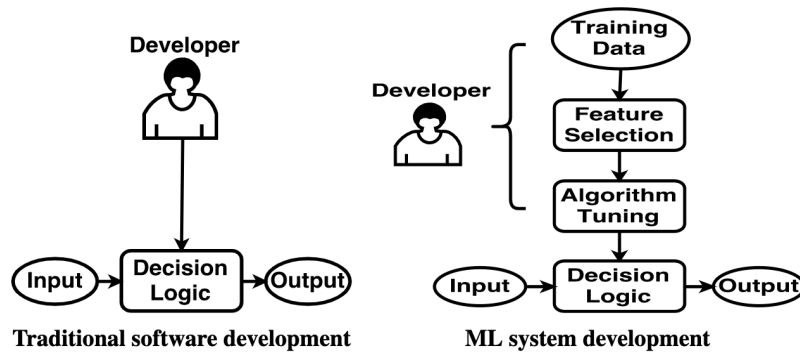 Developer
Input
Decision
Logic
Output
Traditional software development
Training
Data
Developer
Feature
Selection
Algorithm
Tuning
Input
Decision
Logic
Output
ML system development